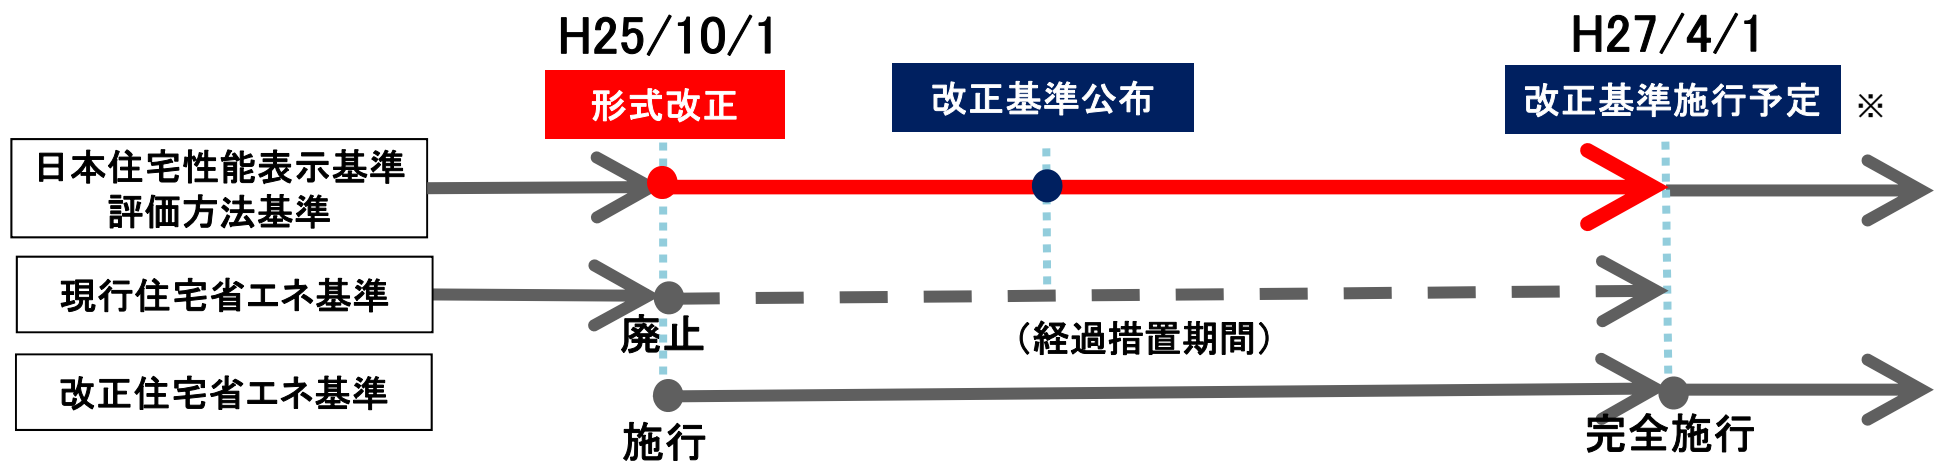 H25/10/1
H27/4/1
形式改正
改正基準公布
改正基準施行予定
※
日本住宅性能表示基準
評価方法基準
現行住宅省エネ基準
廃止
（経過措置期間）
改正住宅省エネ基準
施行
完全施行